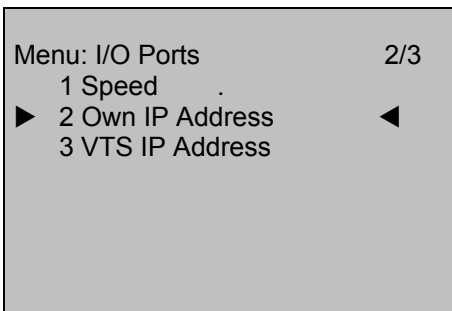 Menu: I/O Ports 2/3
1 Speed .
▶ 2 Own IP Address ◀
3 VTS IP Address